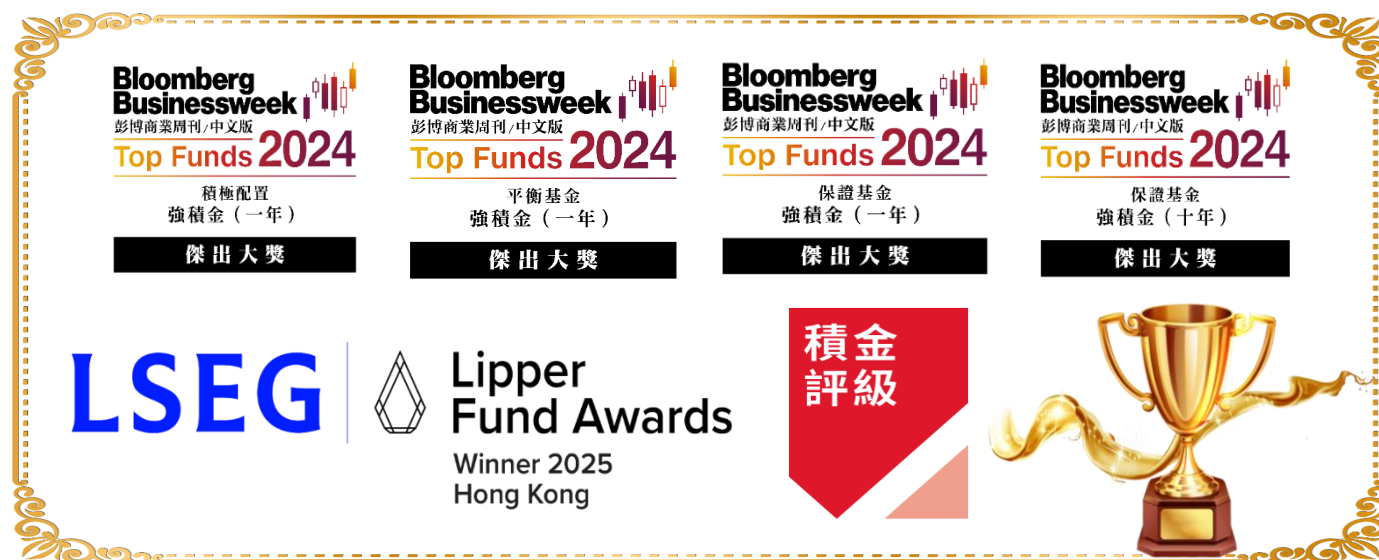 Bloomberg
Businessweek
彭博商業周刊/中文版
Top Funds 2024
積極配置
強積金（一年）
傑出大獎
Bloomberg
Businessweek
彭博商業周刊/中文版
Top Funds 2024
平衡基金
強積金（一年）
傑出大獎
Bloomberg
Businessweek
彭博商業周刊/中文版
Top Funds 2024
保證基金
強積金（一年）
傑出大獎
Bloomberg
Businessweek
彭博商業周刊/中文版
Top Funds 2024
保證基金
強積金（十年）
傑出大獎
LSEG
Lipper
Fund Awards
Winner 2025
Hong Kong
積金
評級